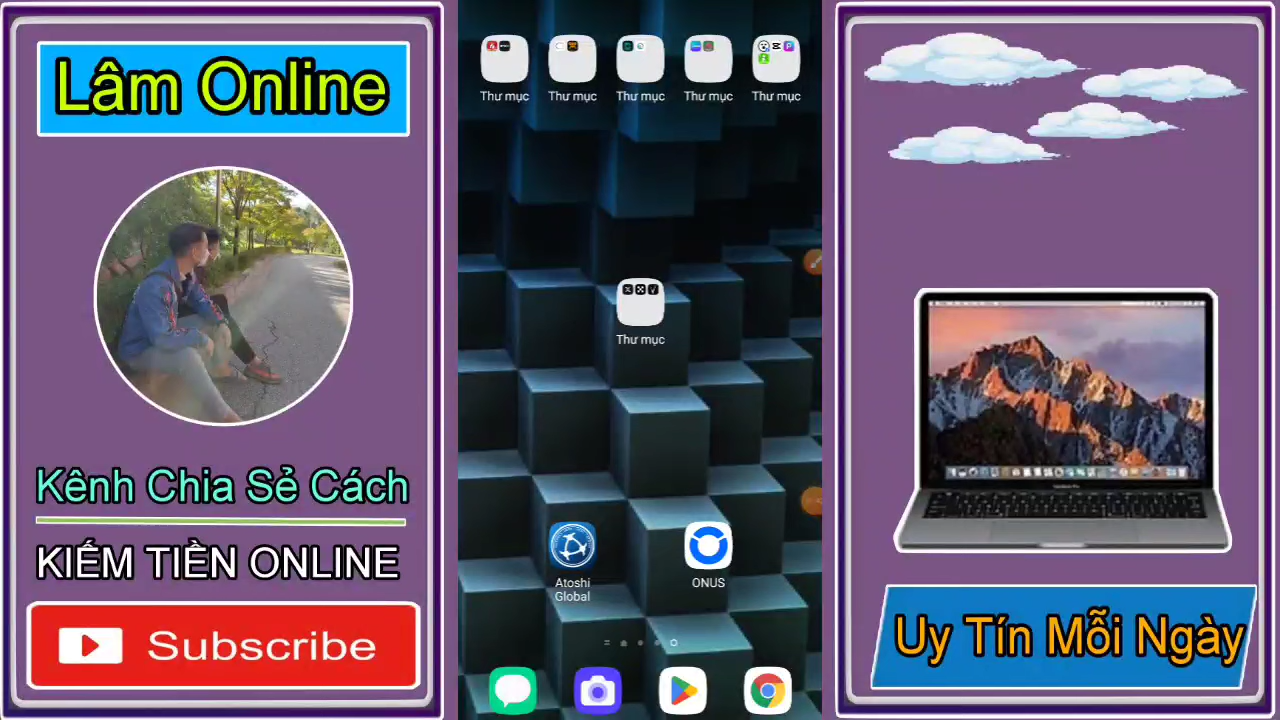 Lâm Online
Kênh Chia Sẻ Cách
KIẾM TIỀN ONLINE
Subscribe
Thư mục
Thư mục
Thư mục
Thư mục
Thư mục
Thư mục
Atoshi
Global
ONUS
Uy Tín Mỗi Ngày